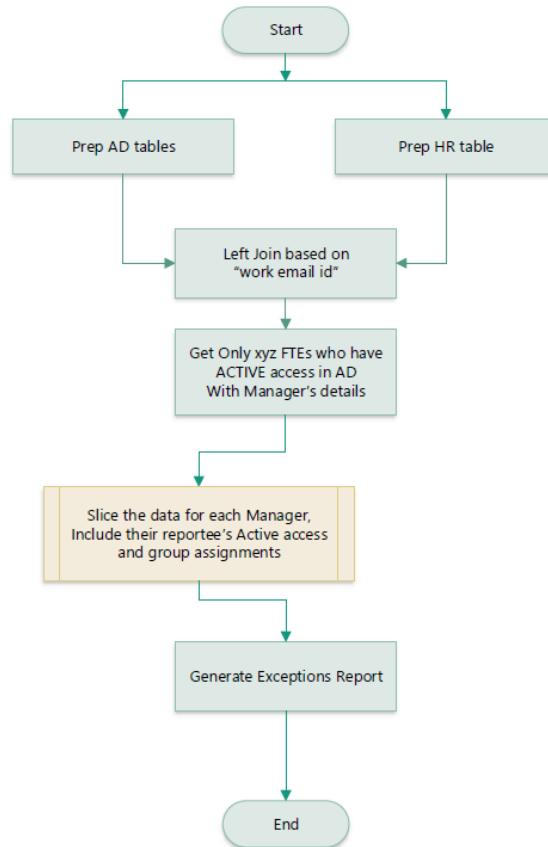 Start
Prep AD tables
Prep HR table
Left Join based on
“work email id”
Get Only xyz FTEs who have
ACTIVE access in AD
With Manager’s details
Slice the data for each Manager,
Include their reportee’s Active access
and group assignments
Generate Exceptions Report
End